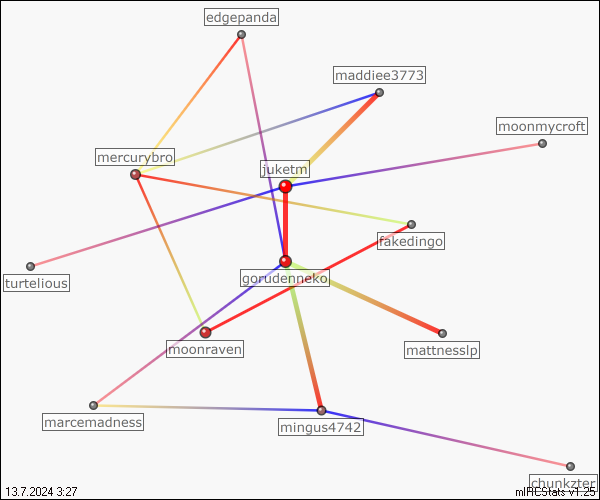 edgepanda
maddiee3773
moonmycroft
mercurybro
juketm
fakedingo
gorudenneko
turtelious
moonraven
mattnesslp
marcemadness
mingus4742
chunkzter
13.7.2024 3:27
mIRCStats v1.25